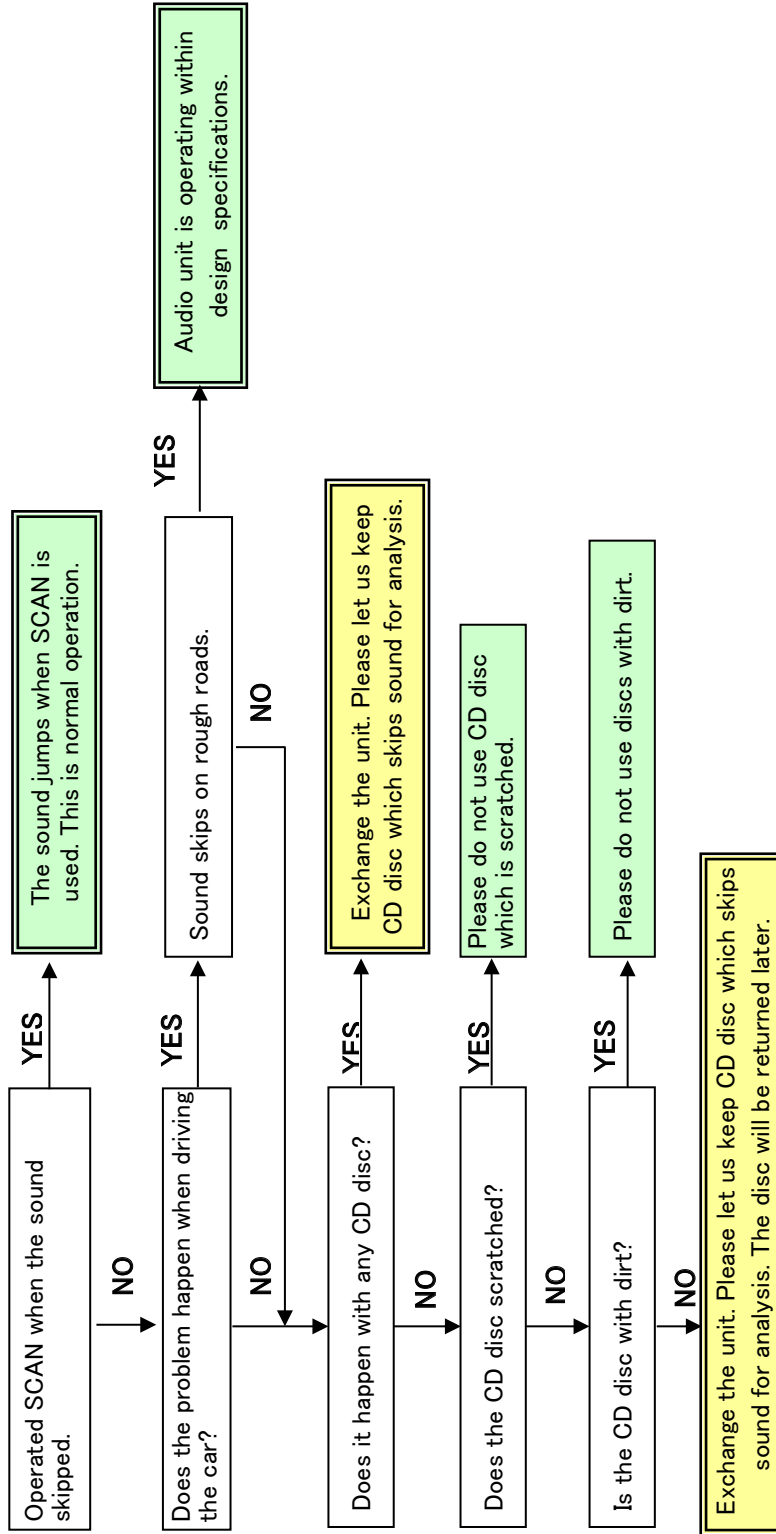 Operated SCAN when the sound
skipped.
YES
The sound jumps when SCAN is
used. This is normal operation.
NO
Does the problem happen when driving
the car?
YES
Sound skips on rough roads.
YES
Audio unit is operating within
design specifications.
NO
NO
Does it happen with any CD disc?
YES
Exchange the unit. Please let us keep
CD disc which skips sound for analysis.
NO
Does the CD disc scratched?
YES
Please do not use CD disc
which is scratched.
NO
Is the CD disc with dirt?
YES
Please do not use discs with dirt.
NO
Exchange the unit. Please let us keep CD disc which skips
sound for analysis. The disc will be returned later.